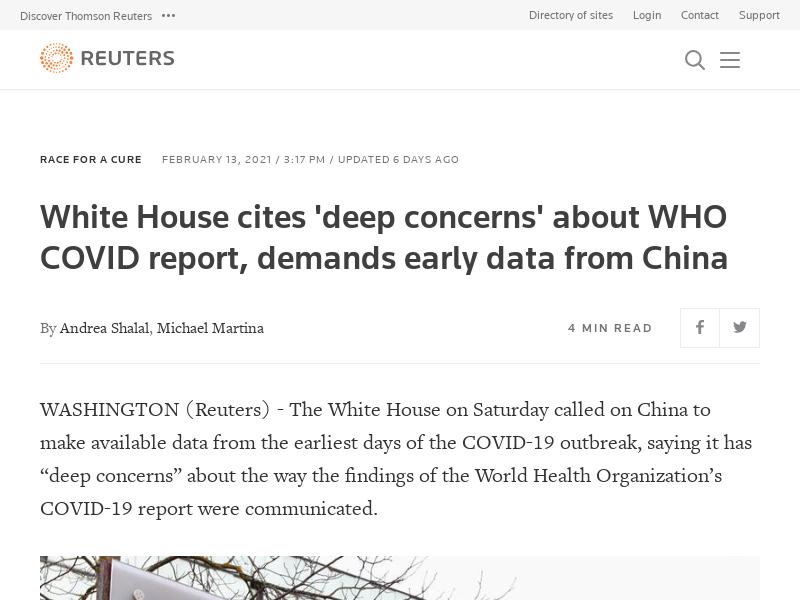 Discover Thomson Reuters ...
Directory of sites Login Contact Support
REUTERS
RACE FOR A CURE FEBRUARY 13, 2021 / 3:17 PM / UPDATED 6 DAYS AGO
White House cites 'deep concerns' about WHO
COVID report, demands early data from China
By Andrea Shalal, Michael Martina
4 MIN READ
WASHINGTON (Reuters) - The White House on Saturday called on China to
make available data from the earliest days of the COVID-19 outbreak, saying it has
“deep concerns” about the way the findings of the World Health Organization’s
COVID-19 report were communicated.